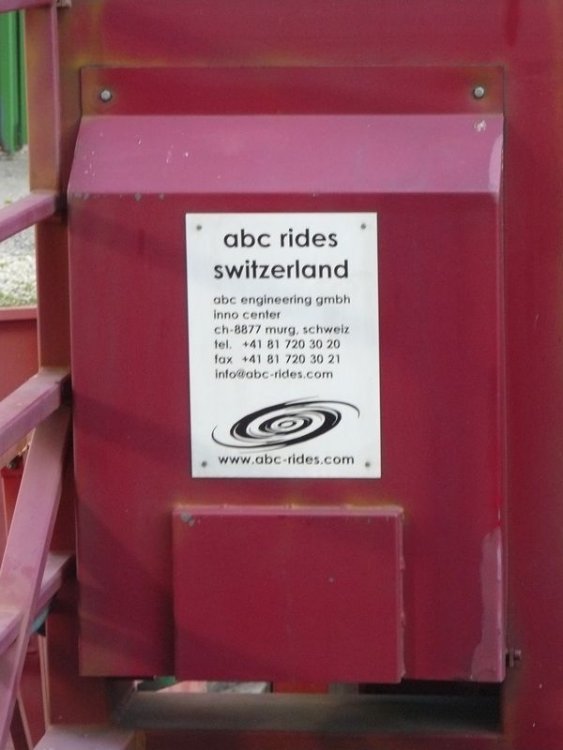 abc rides
switzerland
abc engineering gmbh
inno center
ch-8877 murg, schweiz
tel. +41 81 720 30 20
fax +41 81 720 30 21
info@abc-rides.com
www.abc-rides.com